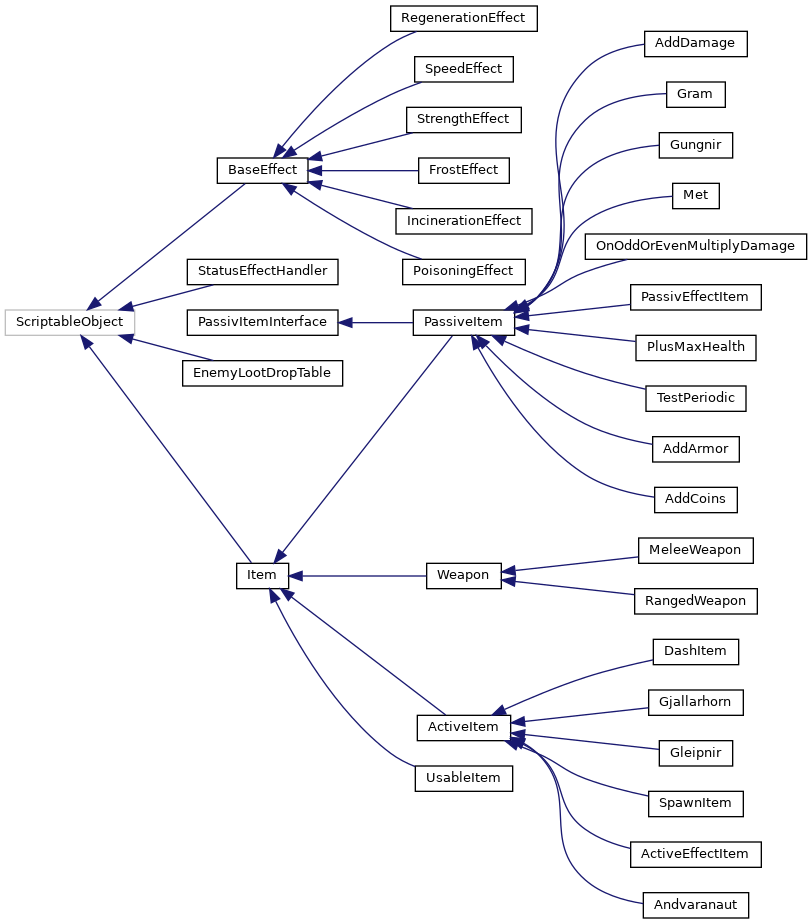 RegenerationEffect
SpeedEffect
StrengthEffect
BaseEffect
FrostEffect
IncinerationEffect
PoisoningEffect
StatusEffectHandler
ScriptableObject
PassivItemInterface
EnemyLootDropTable
PassiveItem
AddDamage
Gram
Gungnir
Met
OnOddOrEvenMultiplyDamage
PassivEffectItem
PlusMaxHealth
TestPeriodic
AddArmor
AddCoins
Item
Weapon
MeleeWeapon
RangedWeapon
ActiveItem
UsableItem
DashItem
Gjallarhorn
Gleipnir
SpawnItem
ActiveEffectItem
Andvaranaut